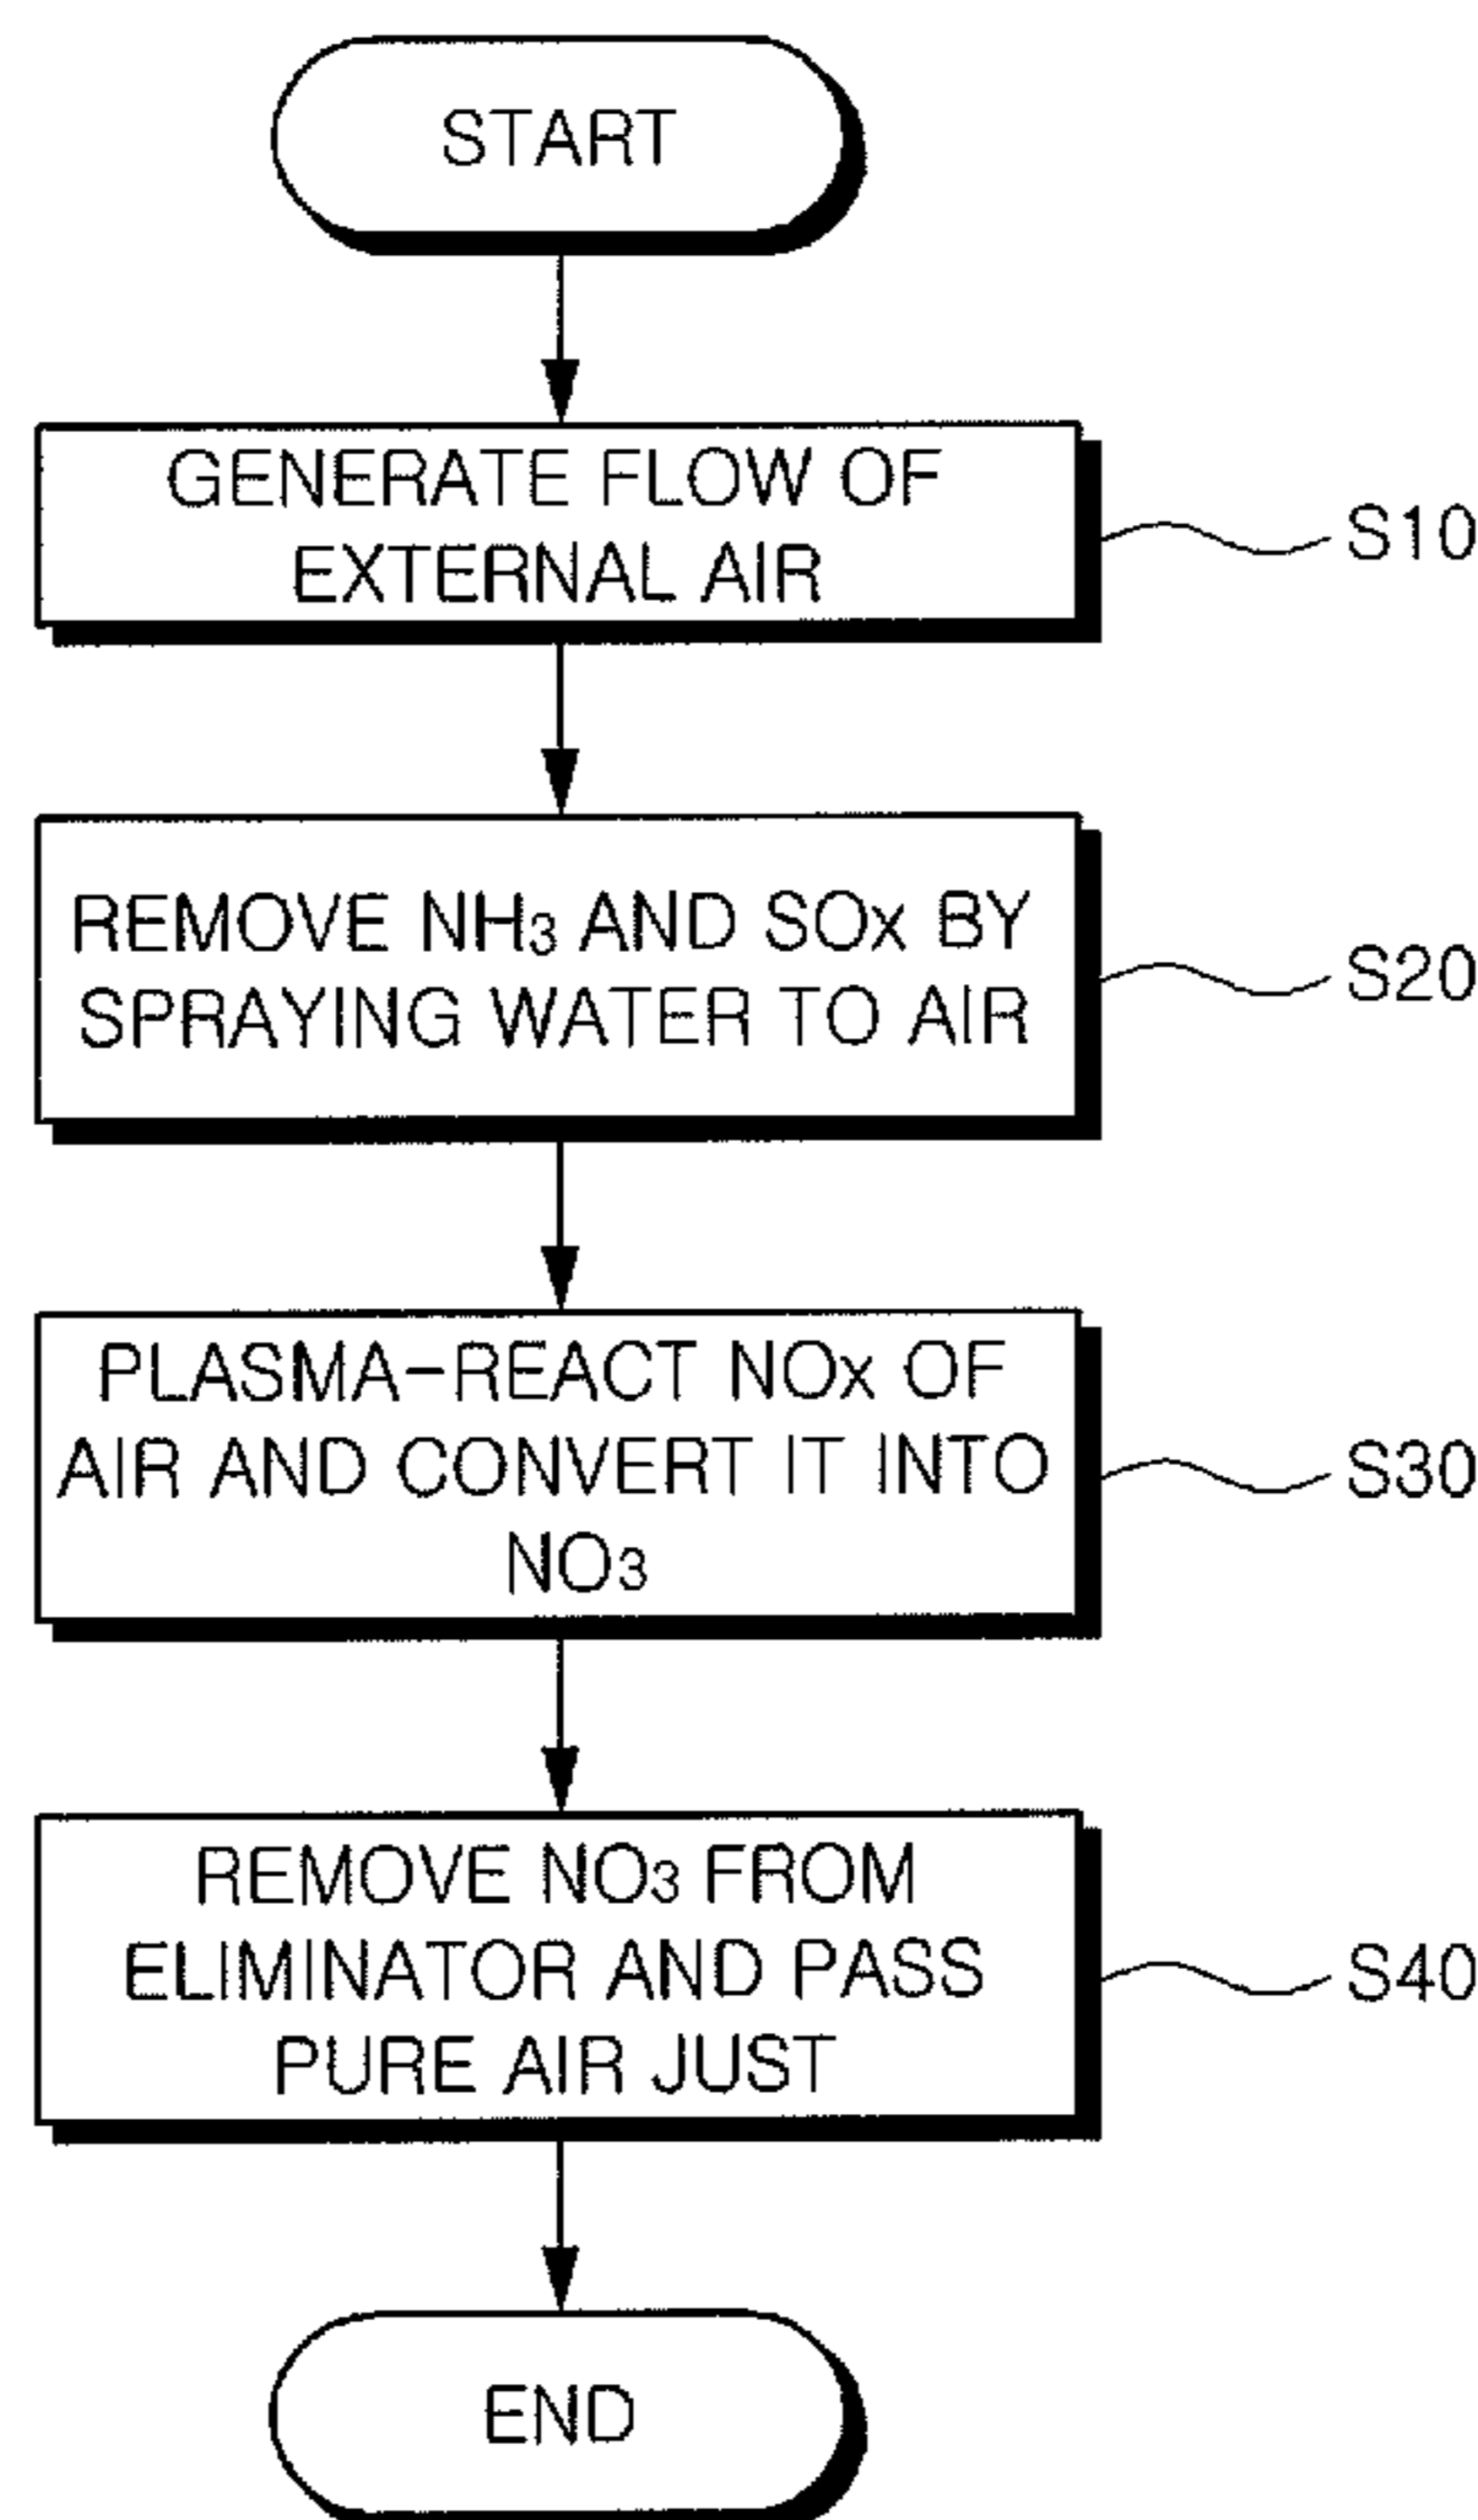 START
GENERATE FLOW OF
EXTERNAL AIR
S10
REMOVE NH₃ AND SOx BY
SPRAYING WATER TO AIR
S20
PLASMA-REACT NOx OF
AIR AND CONVERT IT INTO
NO₃
S30
REMOVE NO₃ FROM
ELIMINATOR AND PASS
PURE AIR JUST
S40
END